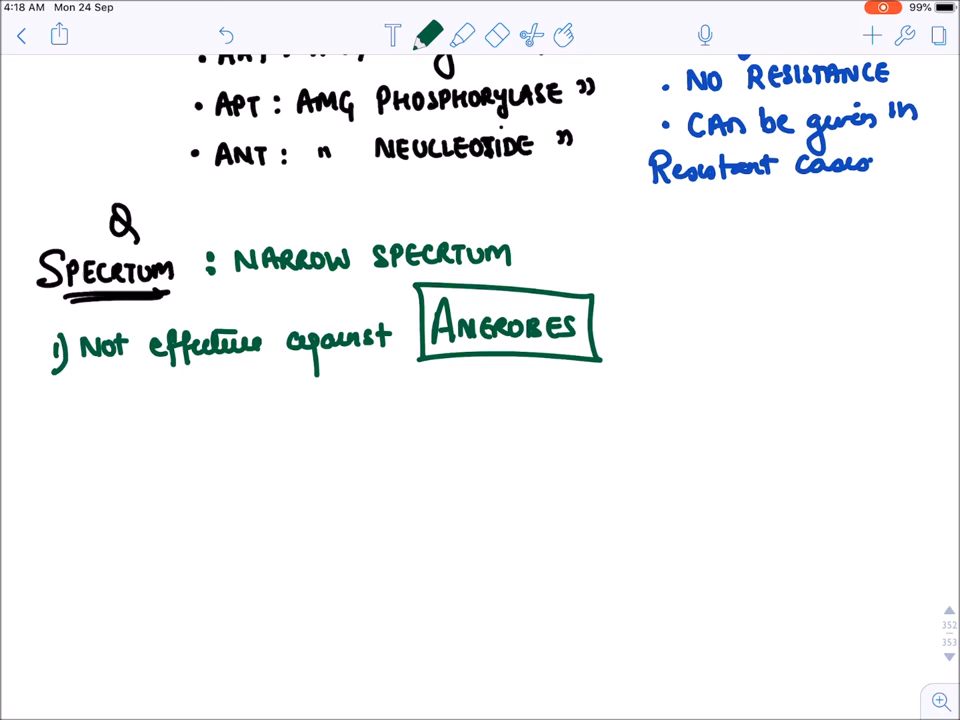 4:18 AM Mon 24 Sep
99%
T
• APT : AMG PHOSPHORYLASE "
• ANT : " NEUCLEOTIDE "
• NO RESISTANCE
• CAN be given in
Resistant cases
Q
SPECRTUM : NARROW SPECRTUM
1) Not effective against ANEROBES
352
353